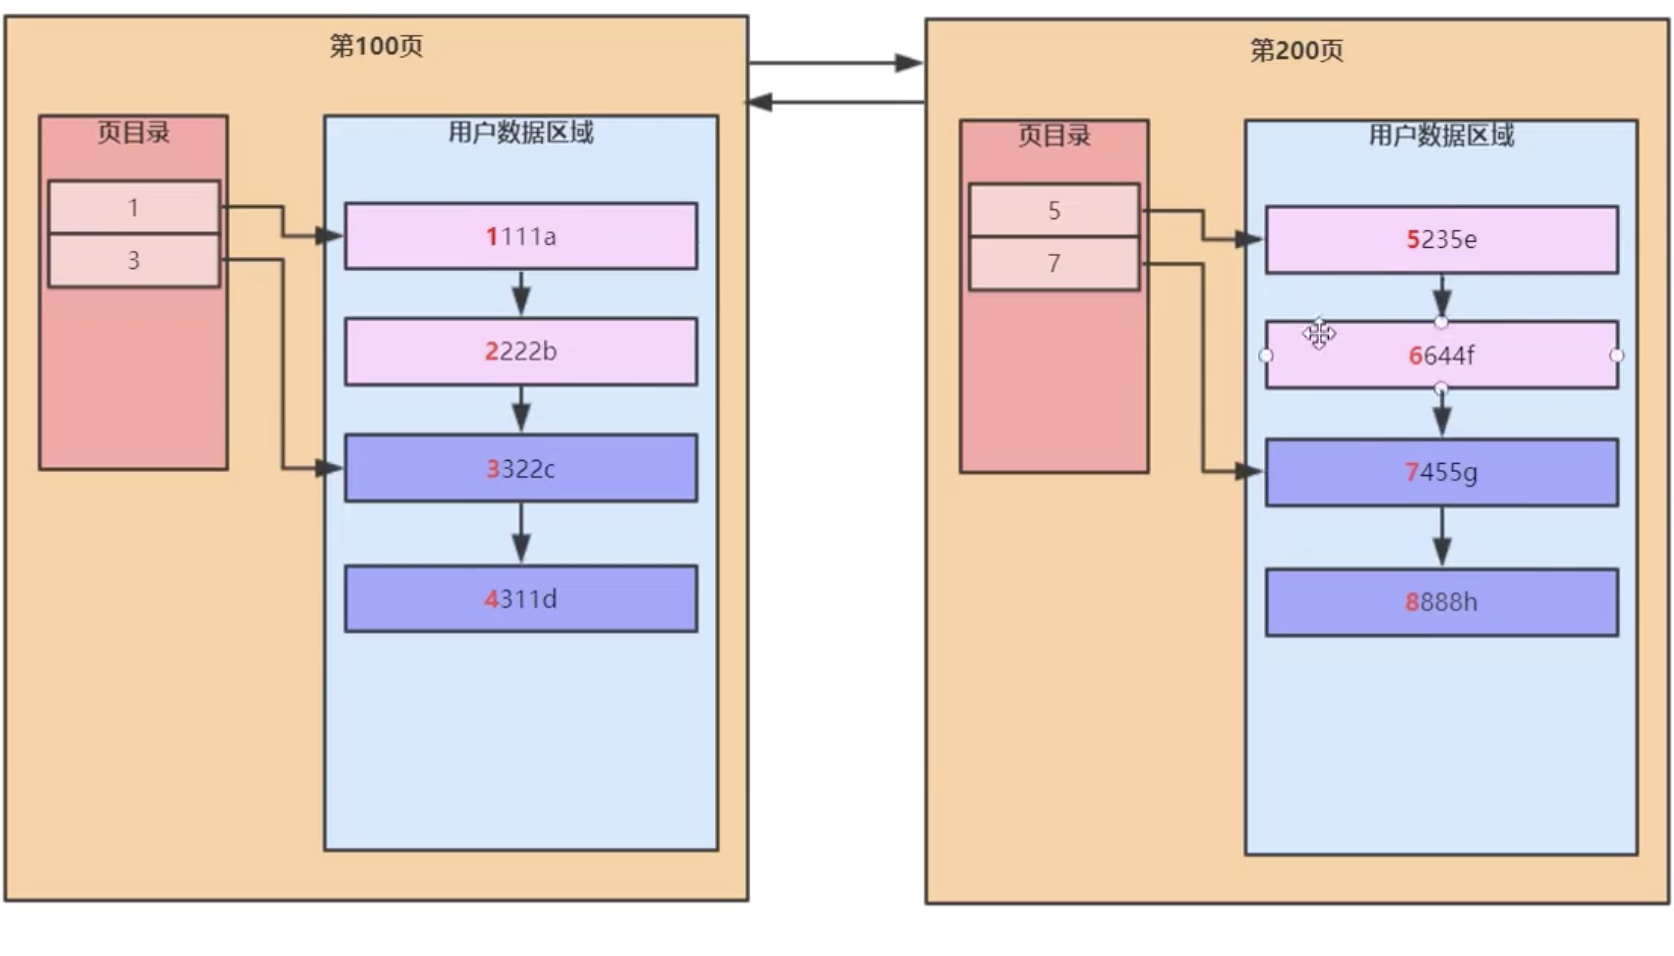 第100页
页目录
1
3
用户数据区域
1111a
2222b
3322c
4311d
第200页
页目录
5
7
用户数据区域
5235e
6644f
7455g
8888h